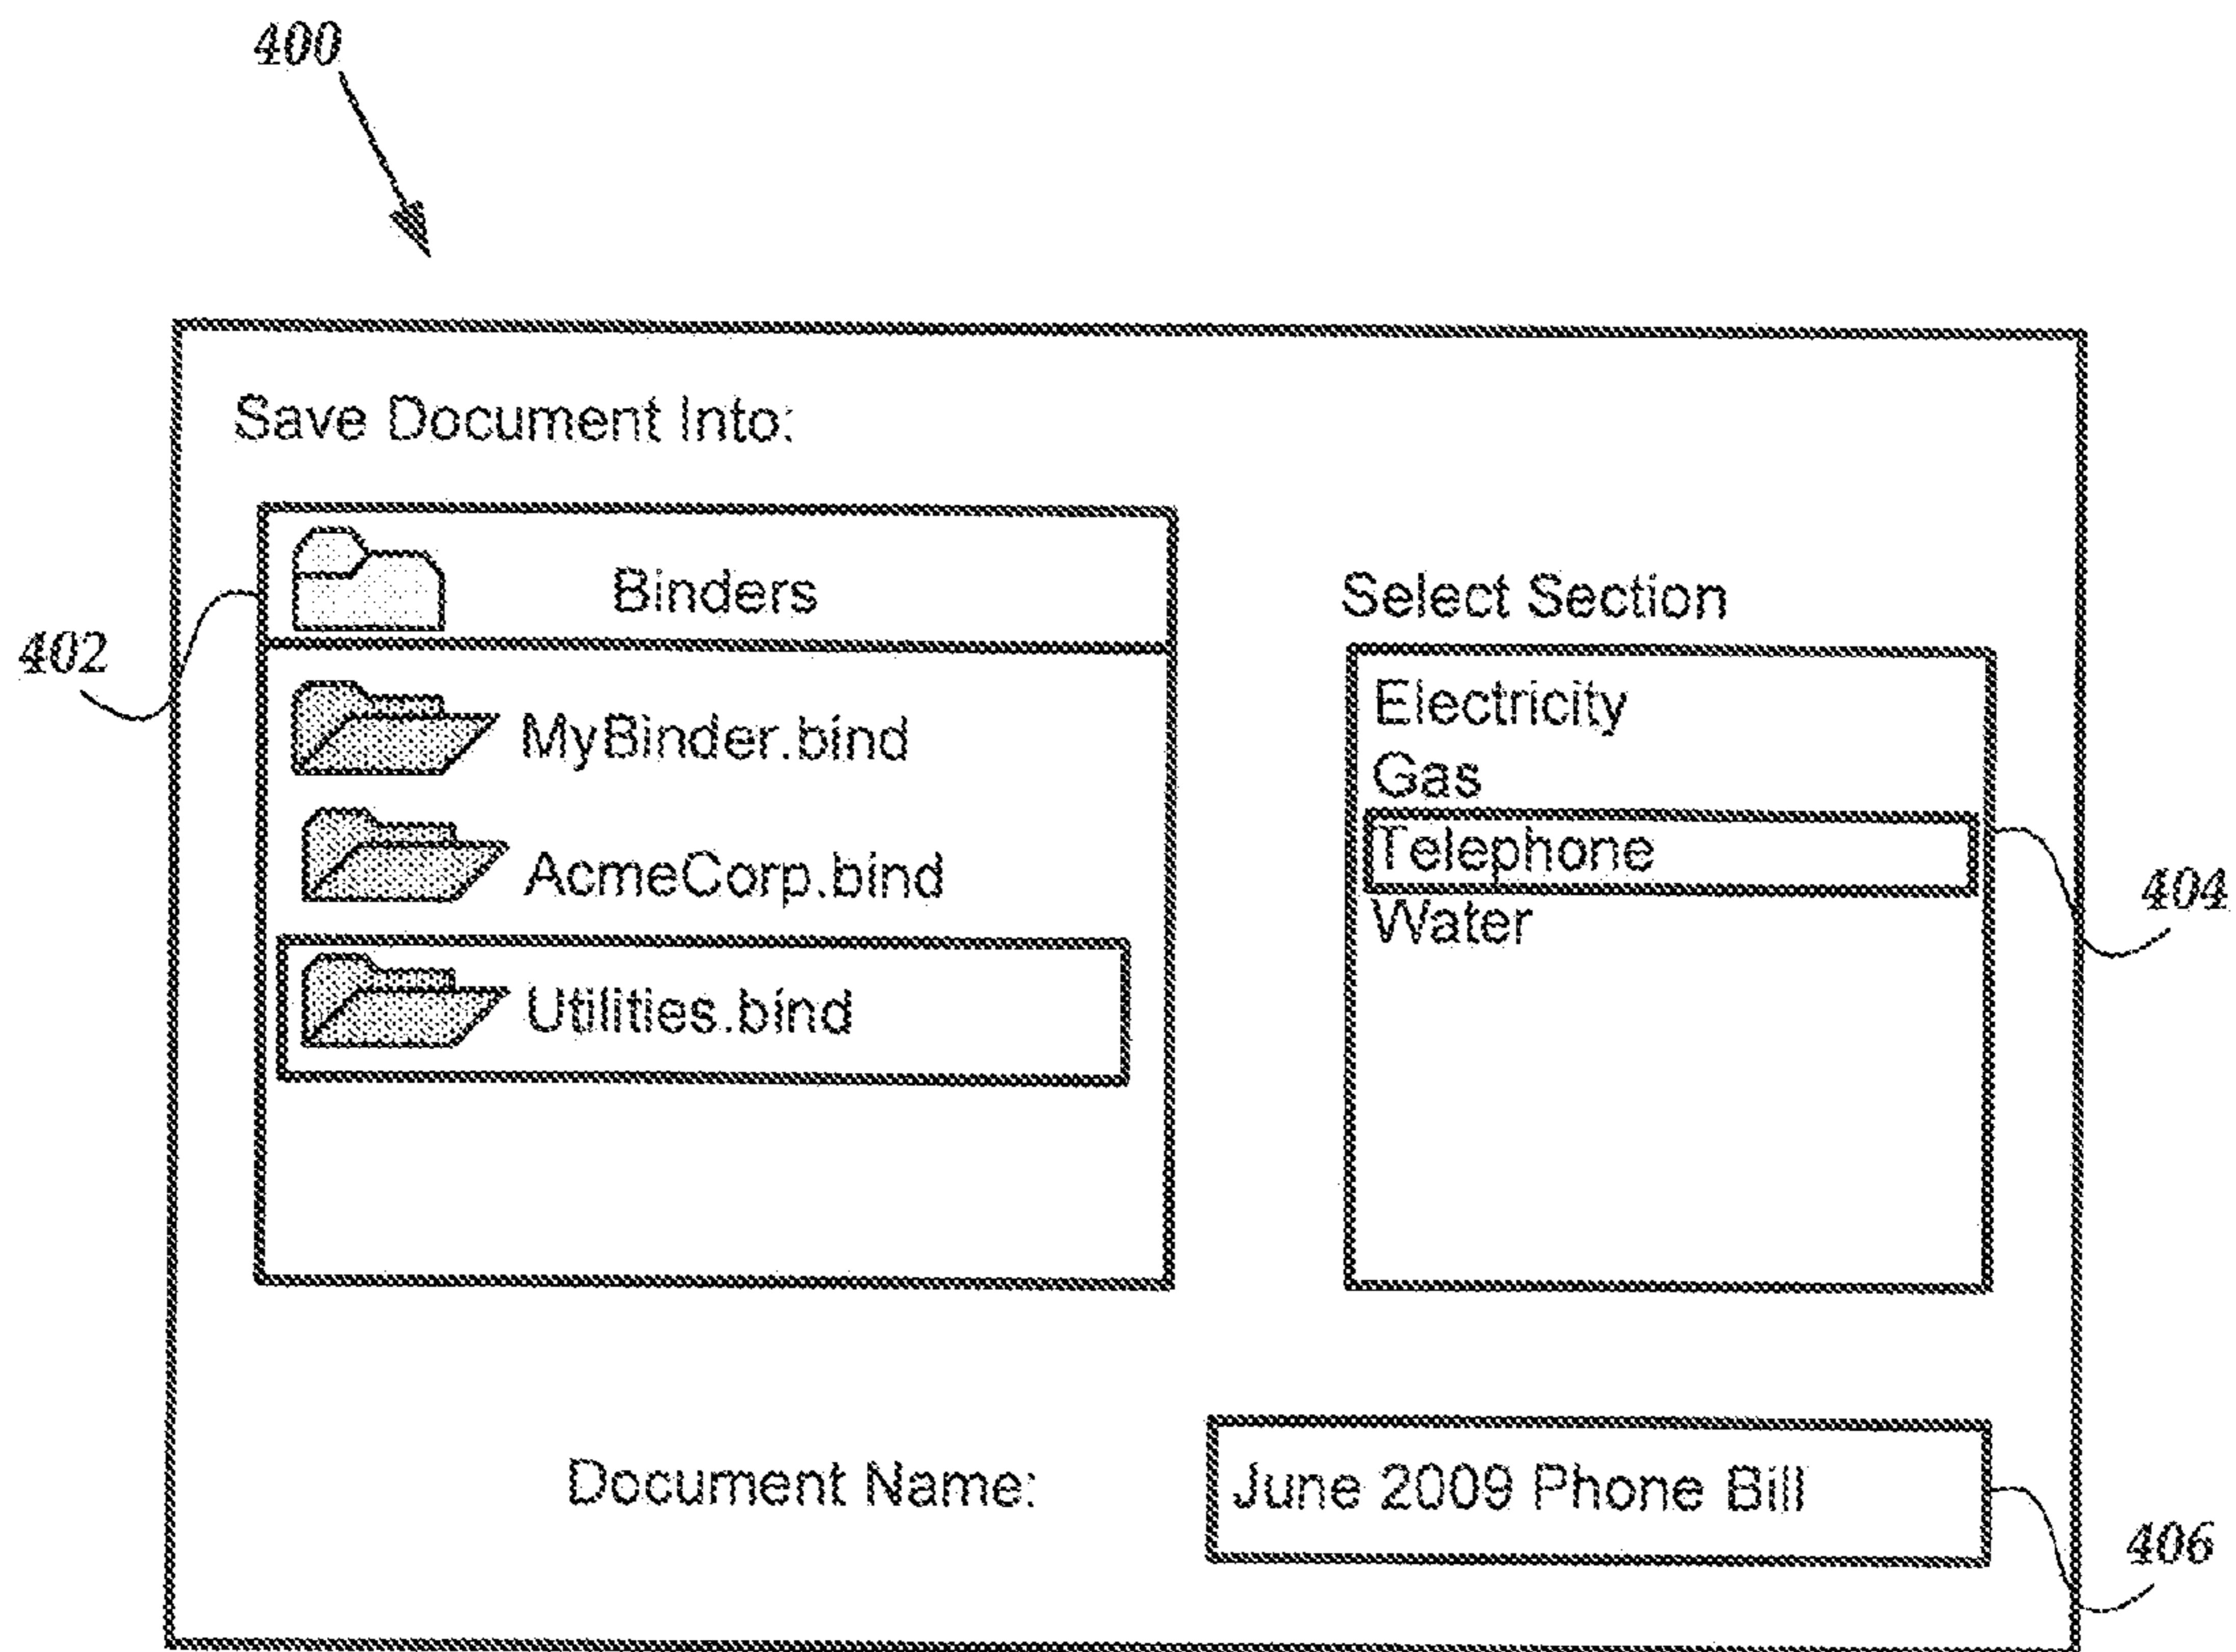 400
Save Document Into:
Binders
402
MyBinder.bind
AcmeCorp.bind
Utilities.bind
Select Section
Electricity
Gas
Telephone
Water
404
Document Name:
June 2009 Phone Bill
406